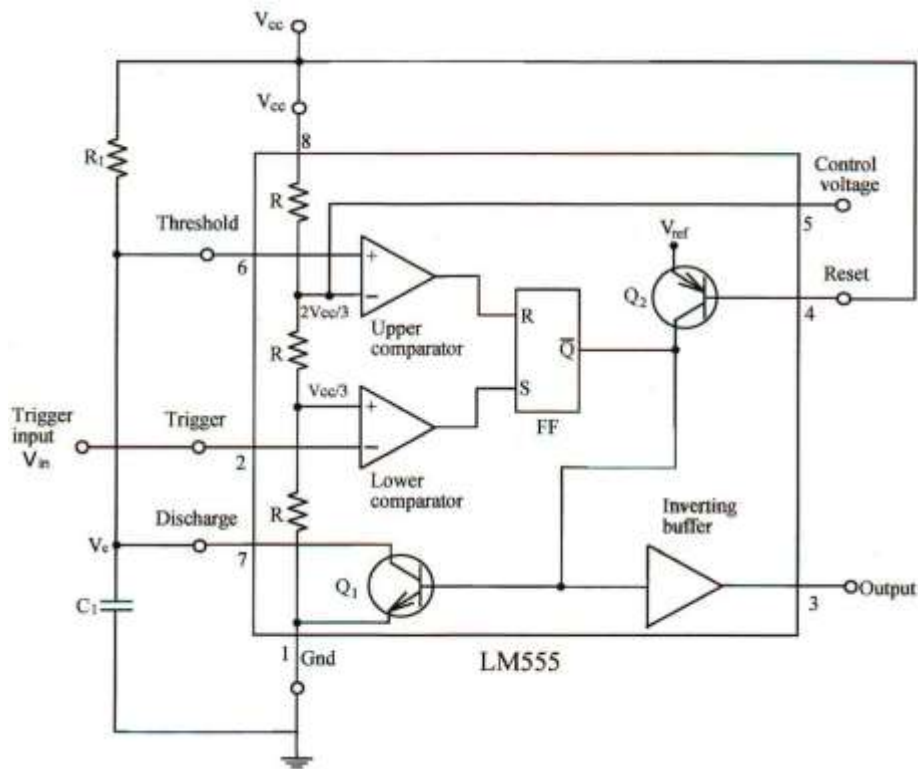 Vcc
Vcc
8
R1
R
Control
voltage
5
Threshold
6
+
−
2Vcc/3
Upper
comparator
R
S
Q̅
FF
Vref
Q2
Reset
4
R
Vcc/3
+
−
Lower
comparator
Trigger
input
Vin
Trigger
2
R
Discharge
7
Vc
Q1
Inverting
buffer
3
Output
C1
1
Gnd
LM555